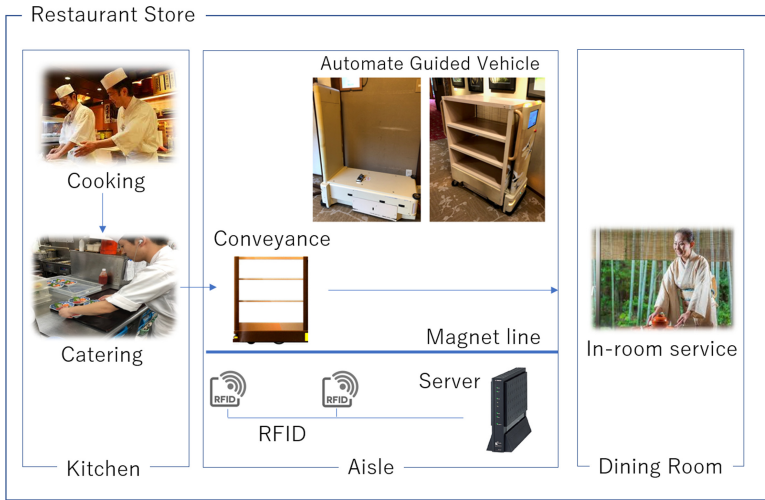 Restaurant Store
Cooking
Catering
Kitchen
Automate Guided Vehicle
Conveyance
Magnet line
Server
RFID
RFID
RFID
Aisle
In-room service
Dining Room